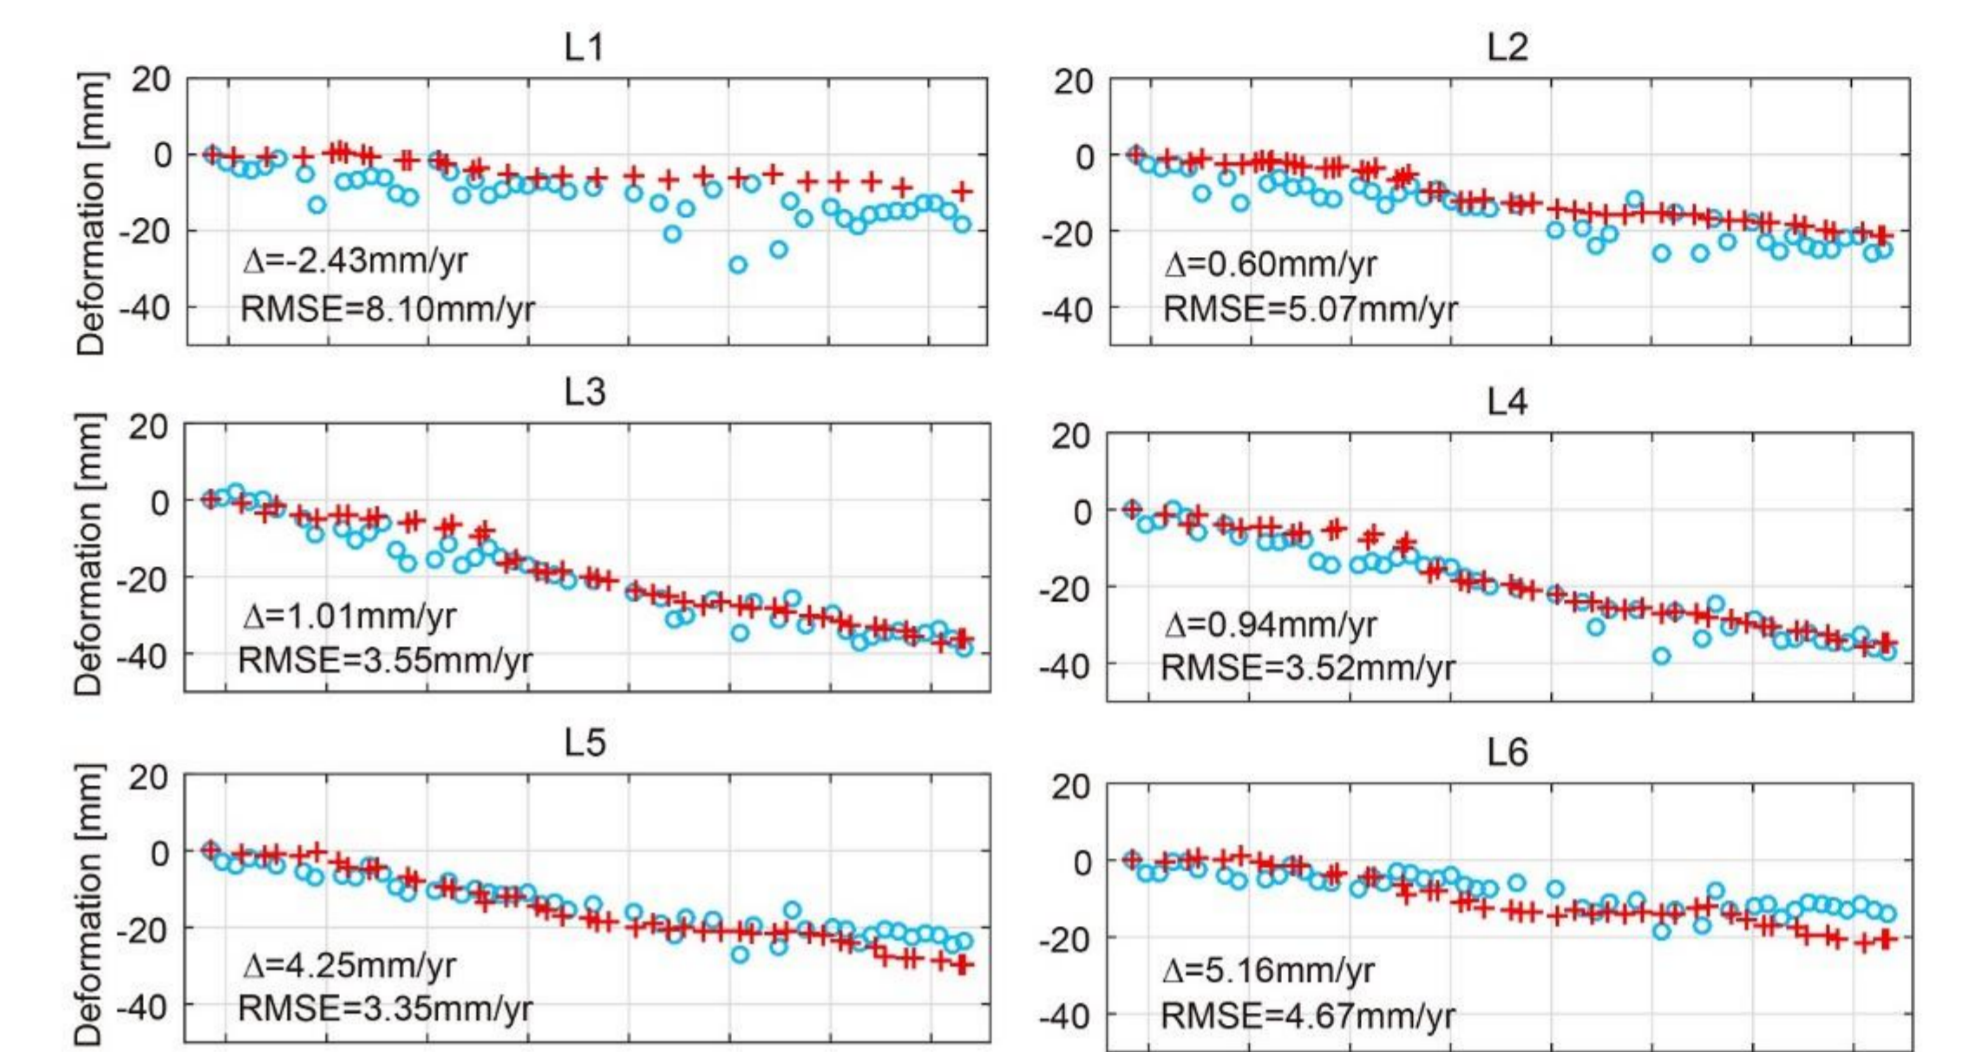 L1
Deformation [mm]
20
0
-20
-40
Δ=-2.43mm/yr
RMSE=8.10mm/yr
L2
20
0
-20
-40
Δ=0.60mm/yr
RMSE=5.07mm/yr
L3
Deformation [mm]
20
0
-20
-40
Δ=1.01mm/yr
RMSE=3.55mm/yr
L4
20
0
-20
-40
Δ=0.94mm/yr
RMSE=3.52mm/yr
L5
Deformation [mm]
20
0
-20
-40
Δ=4.25mm/yr
RMSE=3.35mm/yr
L6
20
0
-20
-40
Δ=5.16mm/yr
RMSE=4.67mm/yr